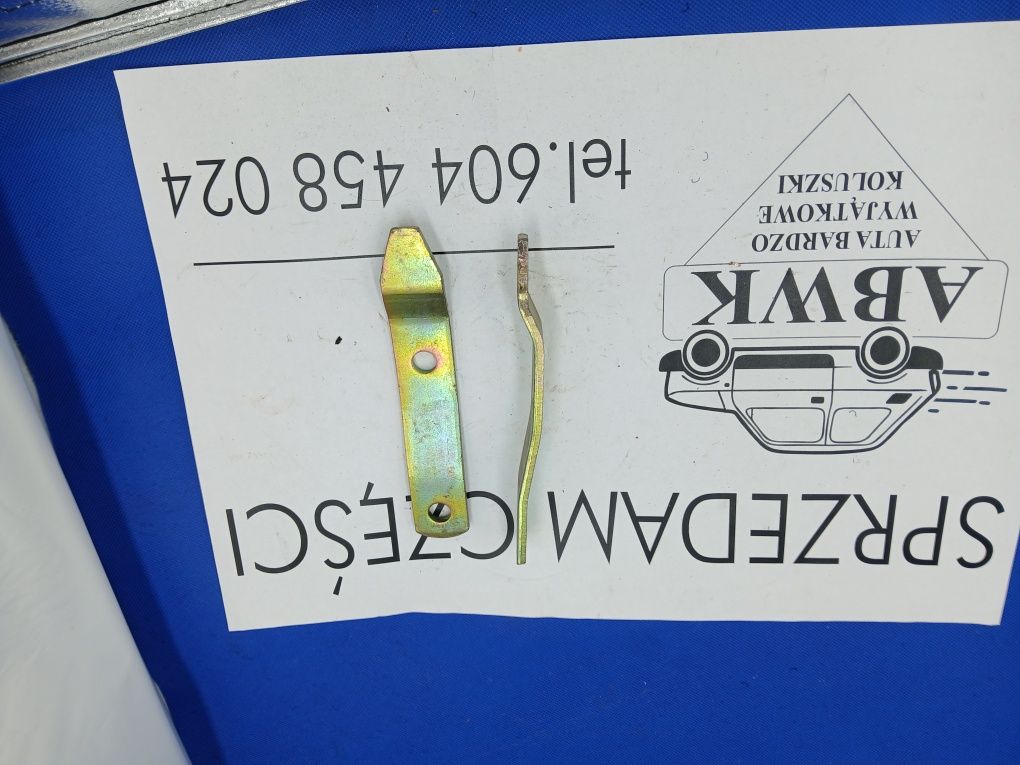 SPRZEDAM CZĘŚCI
ABWK
AUTA BARDZO
WYJĄTKOWE
KOLUSZKI
tel.604 458 024